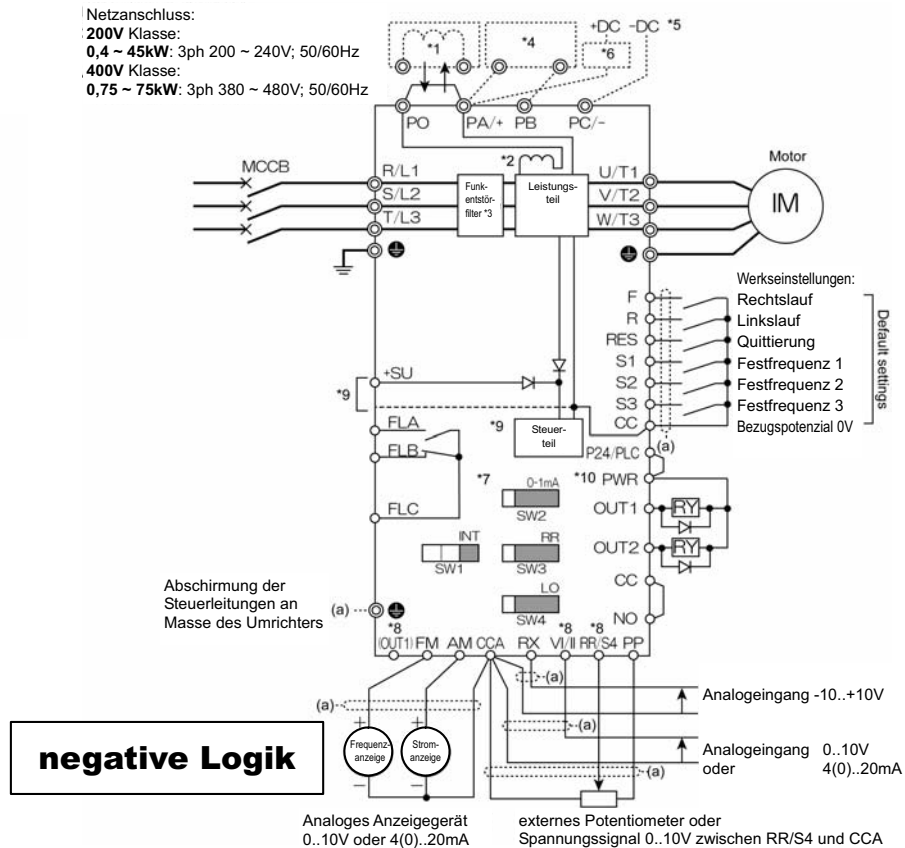 Netzanschluss:
200V Klasse:
0,4 ~ 45kW: 3ph 200 ~ 240V; 50/60Hz
400V Klasse:
0,75 ~ 75kW: 3ph 380 ~ 480V; 50/60Hz
*1
*4
+DC -DC *5
*6
PO PA/+ PB PC/-
MCCB
R/L1
S/L2
T/L3
*2
Funk-
entstör-
filter *3
Leistungs-
teil
U/T1
V/T2
W/T3
Motor
IM
Werkseinstellungen:
F Rechtslauf
R Linkslauf
RES Quittierung
S1 Festfrequenz 1
S2 Festfrequenz 2
S3 Festfrequenz 3
CC Bezugspotenzial 0V
Default settings
(a)
+SU
*9
*9
Steuer-
teil
FLA
FLB
FLC
P24/PLC
*10 PWR
OUT1 RY
OUT2 RY
CC
NO
*7
0-1mA
SW2
INT
SW1
RR
SW3
LO
SW4
Abschirmung der
Steuerleitungen an
Masse des Umrichters
(a)
*8 *8 *8
(OUT1) FM AM CCA RX VI/II RR/S4 PP
(a)
(a)
(a)
(a)
Analogeingang -10..+10V
Analogeingang 0..10V
oder 4(0)..20mA
negative Logik
+ +
Frequenz-
anzeige
Strom-
anzeige
− −
Analoges Anzeigegerät
0..10V oder 4(0)..20mA
externes Potentiometer oder
Spannungssignal 0..10V zwischen RR/S4 und CCA